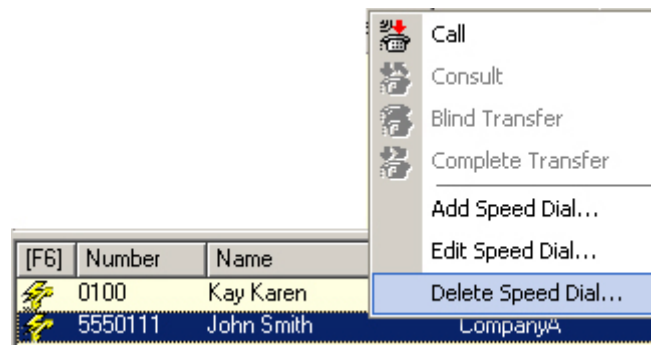 Call
Consult
Blind Transfer
Complete Transfer
Add Speed Dial...
Edit Speed Dial...
Delete Speed Dial...
[F6] Number Name
0100 Kay Karen
5550111 John Smith CompanyA